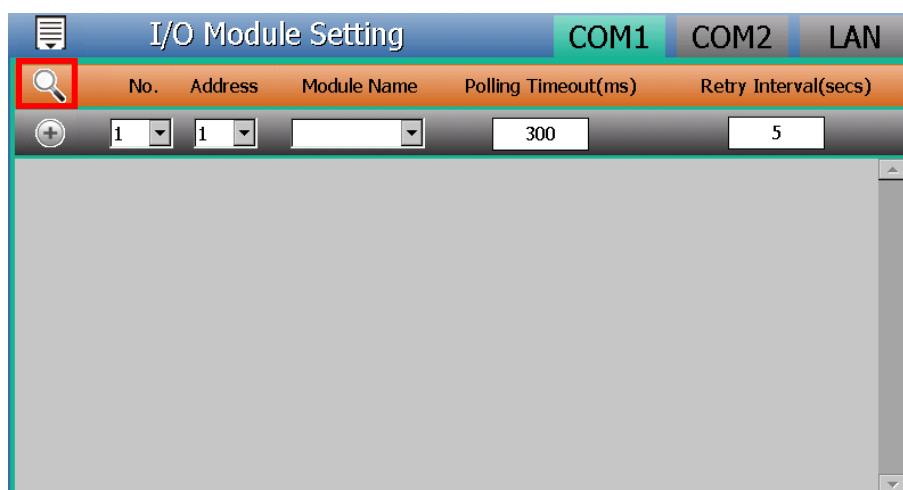 I/O Module Setting COM1 COM2 LAN
No. Address Module Name Polling Timeout(ms) Retry Interval(secs)
1 1 300 5